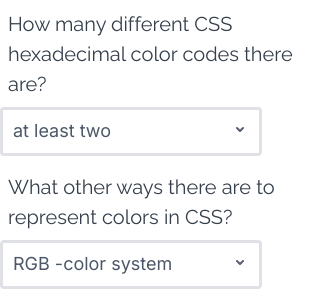 How many different CSS
hexadecimal color codes there
are?
at least two
What other ways there are to
represent colors in CSS?
RGB -color system